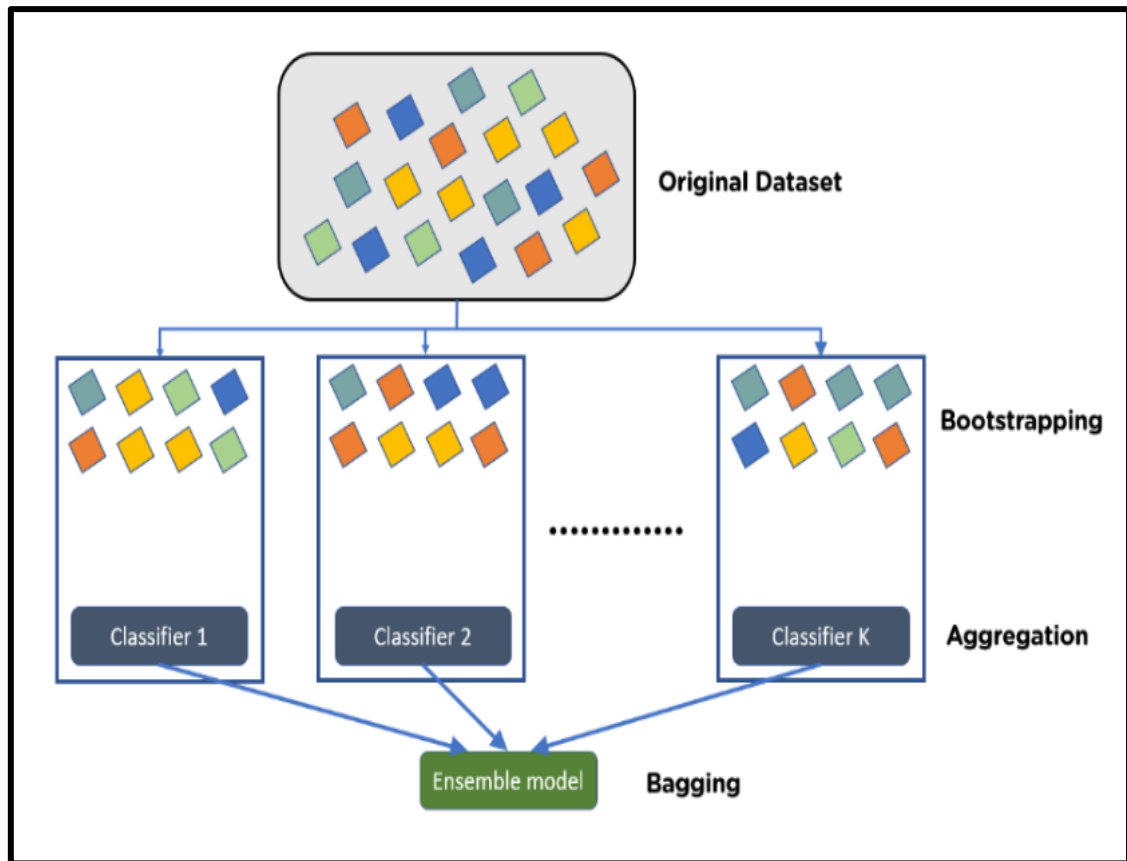 Original Dataset
Bootstrapping
.............
Classifier 1
Classifier 2
Classifier K
Aggregation
Ensemble model
Bagging